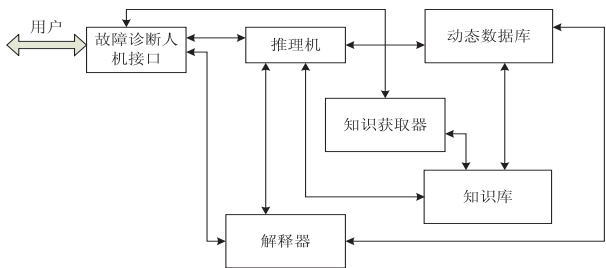 用户
故障诊断人
机接口
推理机
动态数据库
知识获取器
知识库
解释器